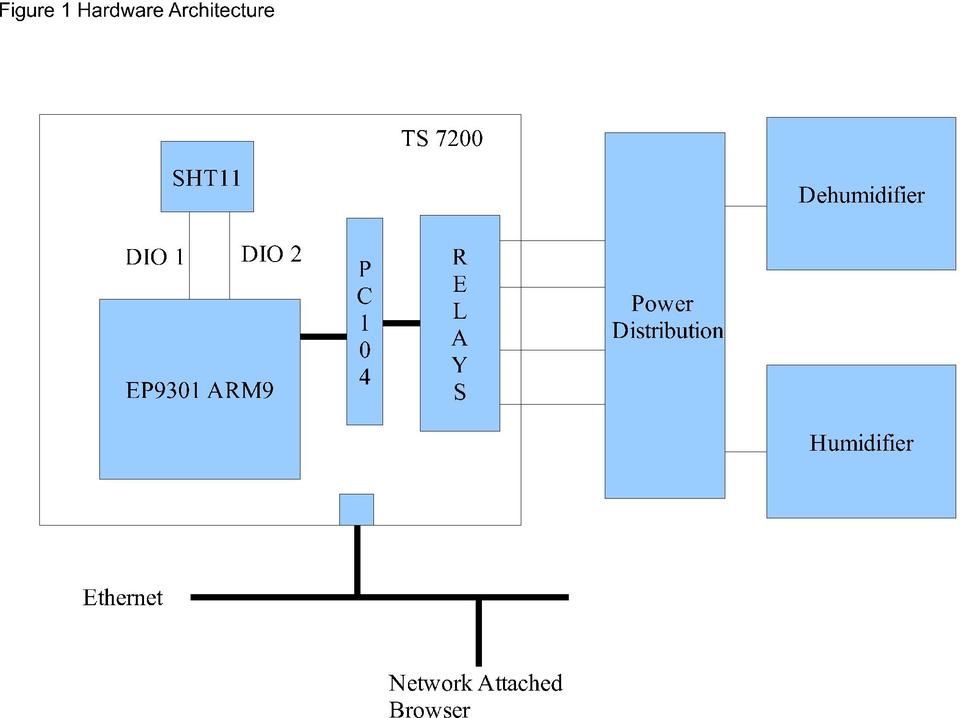 Figure 1 Hardware Architecture
TS 7200
SHT11
Dehumidifier
DIO 1
DIO 2
P
C
1
0
4
R
E
L
A
Y
S
Power
Distribution
EP9301 ARM9
Humidifier
Ethernet
Network Attached
Browser